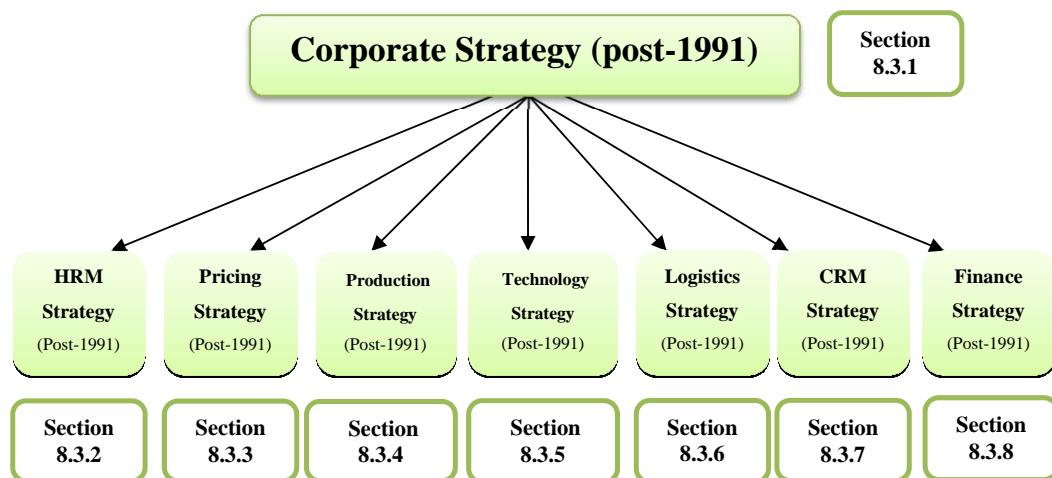 Corporate Strategy (post-1991)
Section
8.3.1
HRM
Strategy
(Post-1991)
Pricing
Strategy
(Post-1991)
Production
Strategy
(Post-1991)
Technology
Strategy
(Post-1991)
Logistics
Strategy
(Post-1991)
CRM
Strategy
(Post-1991)
Finance
Strategy
(Post-1991)
Section
8.3.2
Section
8.3.3
Section
8.3.4
Section
8.3.5
Section
8.3.6
Section
8.3.7
Section
8.3.8